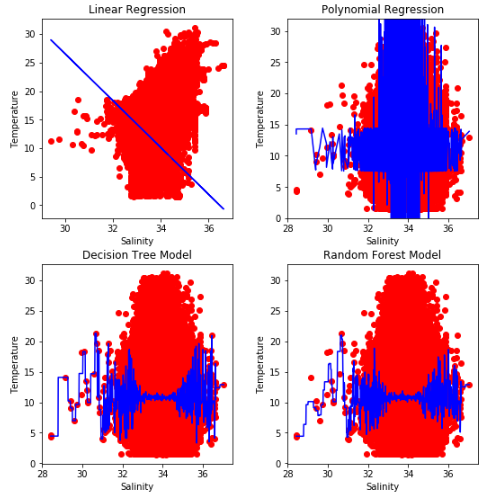 Linear Regression
Polynomial Regression
30
25
20
15
10
5
0
Temperature
30 32 34 36
Salinity
30
25
20
15
10
5
0
Temperature
28 30 32 34 36
Salinity
Decision Tree Model
Random Forest Model
30
25
20
15
10
5
0
Temperature
28 30 32 34 36
Salinity
30
25
20
15
10
5
0
Temperature
28 30 32 34 36
Salinity